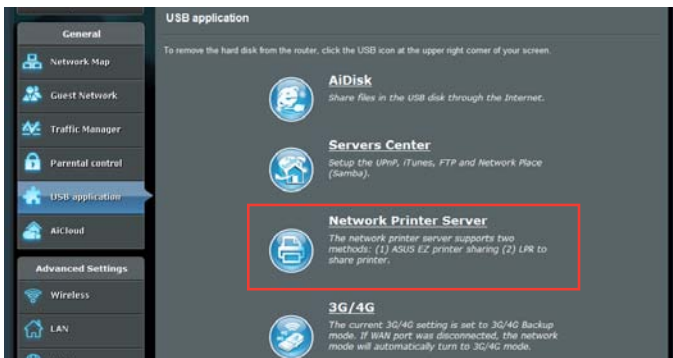 USB application
General
To remove the hard disk from the router, click the USB icon at the upper right corner of your screen.
Network Map
AiDisk
Guest Network
Share files in the USB disk through the Internet.
Traffic Manager
Servers Center
Parental control
Setup the UPnP, iTunes, FTP and Network Place
(Samba).
USB application
Network Printer Server
AiCloud
The network printer server supports two
methods: (1) ASUS EZ printer sharing (2) LPR to
share printer.
Advanced Settings
Wireless
3G/4G
LAN
The current 3G/4G setting is set to 3G/4G Backup
mode. If WAN port was disconnected, the network
mode will automatically turn to 3G/4G mode.